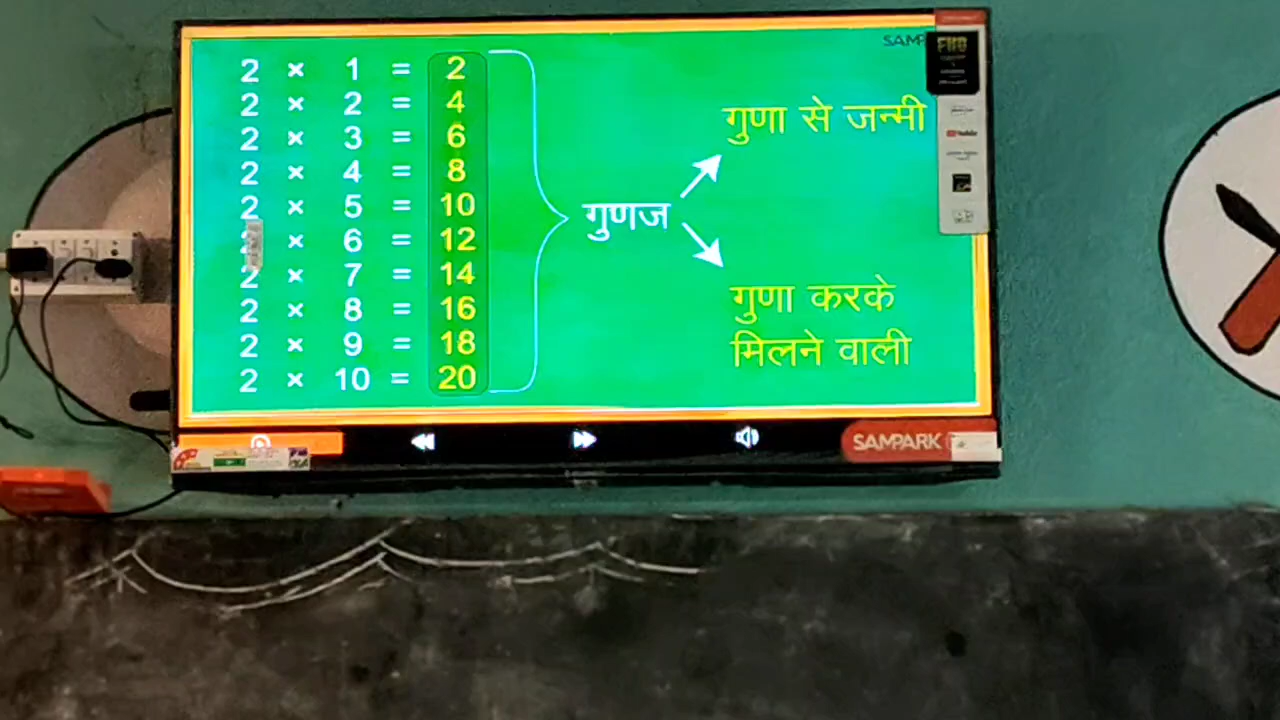 2 × 1 = 2
2 × 2 = 4
2 × 3 = 6
2 × 4 = 8
2 × 5 = 10
× 6 = 12
2 × 7 = 14
2 × 8 = 16
2 × 9 = 18
2 × 10 = 20
गुणज
गुणा से जन्मी
गुणा करके
मिलने वाली
SAMPARK